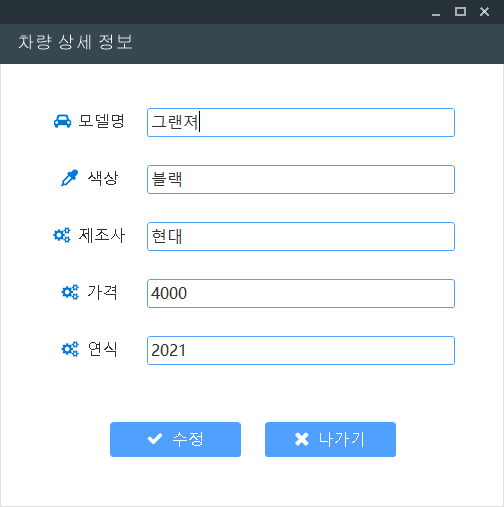 차량 상세 정보
모델명 그랜져
색상 블랙
제조사 현대
가격 4000
연식 2021
수정 나가기